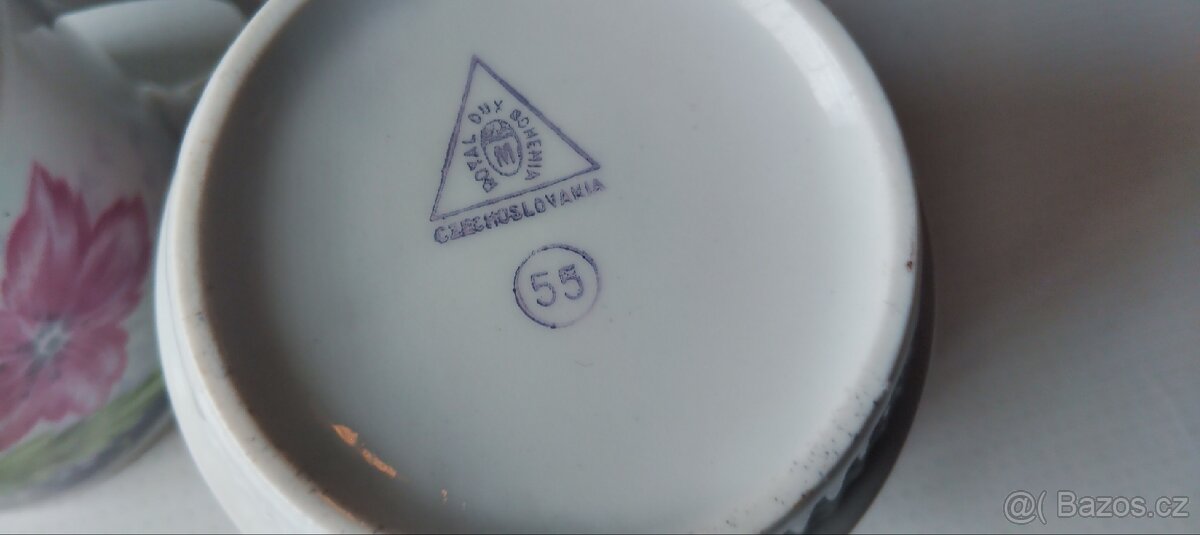 ROYAL DUX BOHEMIA
M
CZECHOSLOVAKIA
55
@( Bazos.cz